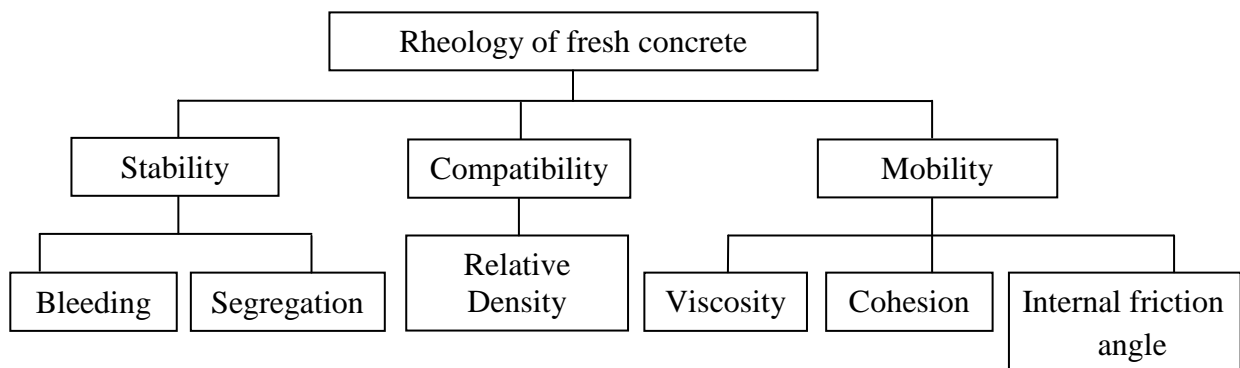 Rheology of fresh concrete
Stability
Compatibility
Mobility
Bleeding
Segregation
Relative
Density
Viscosity
Cohesion
Internal friction
angle